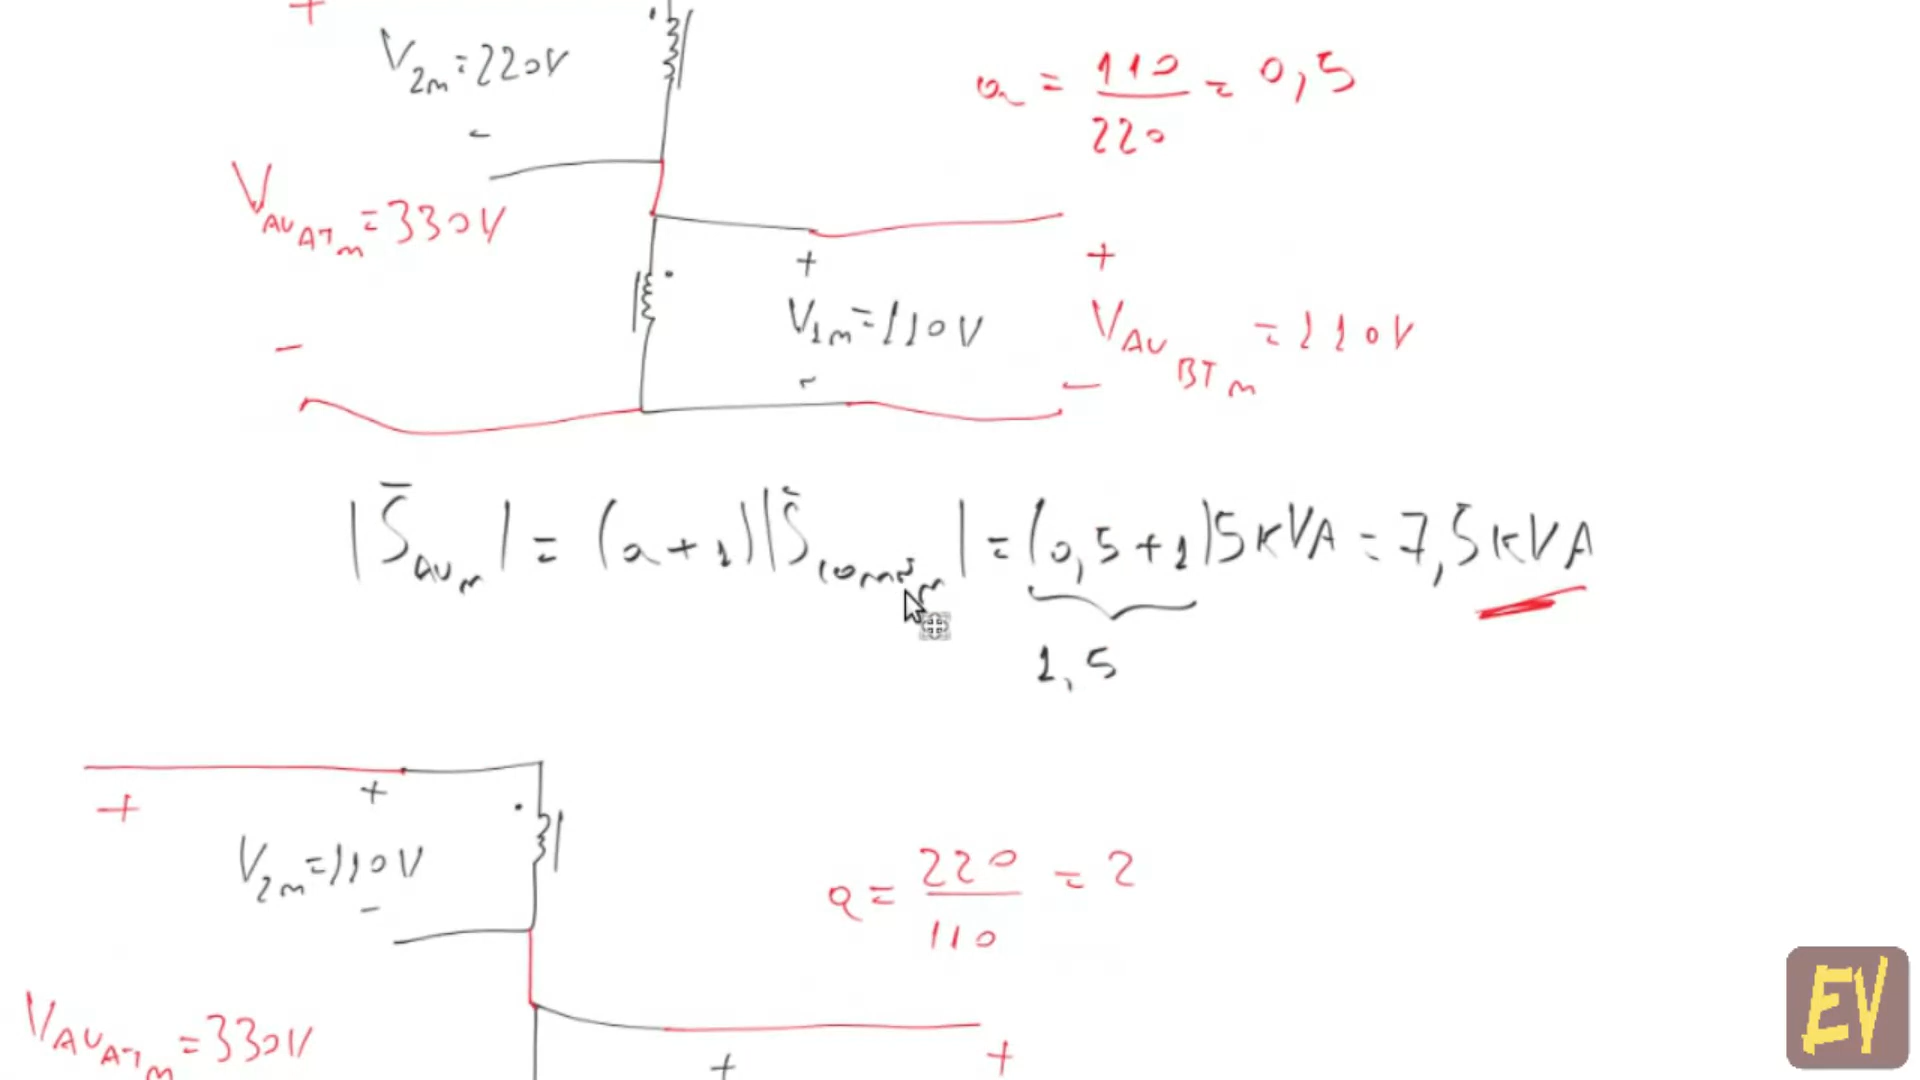 +
V2m=220V
-
a = 110/220 = 0,5
VAUATm=330V
+
V1m=110V
-
+
VAUBTm=110V
-
-
|S̄AUm| = (a+1)|S̄Comúm| = (0,5+1)5kVA = 7,5kVA
1,5
+
+
V2m=110V
-
a = 220/110 = 2
VAUATm=330V
+
+
EV